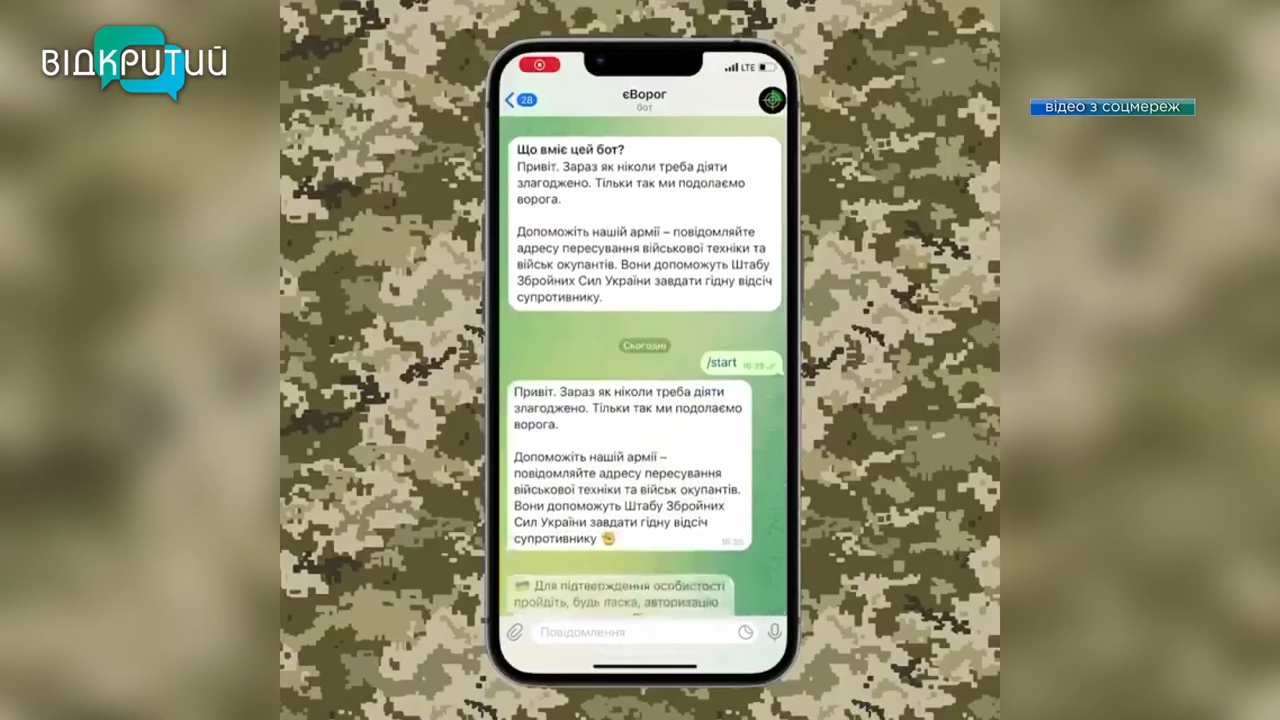 ВІДКРИТИЙ
відео з соцмереж
LTE
28
єВорог
бот
Що вміє цей бот?
Привіт. Зараз як ніколи треба діяти
злагоджено. Тільки так ми подолаємо
ворога.
Допоможіть нашій армії – повідомляйте
адресу пересування військової техніки та
військ окупантів. Вони допоможуть Штабу
Збройних Сил України завдати гідну відсіч
супротивнику.
Сьогодні
/start 16:39
Привіт. Зараз як ніколи треба діяти
злагоджено. Тільки так ми подолаємо
ворога.
Допоможіть нашій армії –
повідомляйте адресу пересування
військової техніки та військ окупантів.
Вони допоможуть Штабу Збройних
Сил України завдати гідну відсіч
супротивнику ✊
Для підтвердження особистості
пройдіть, будь ласка, авторизацію
Повідомлення